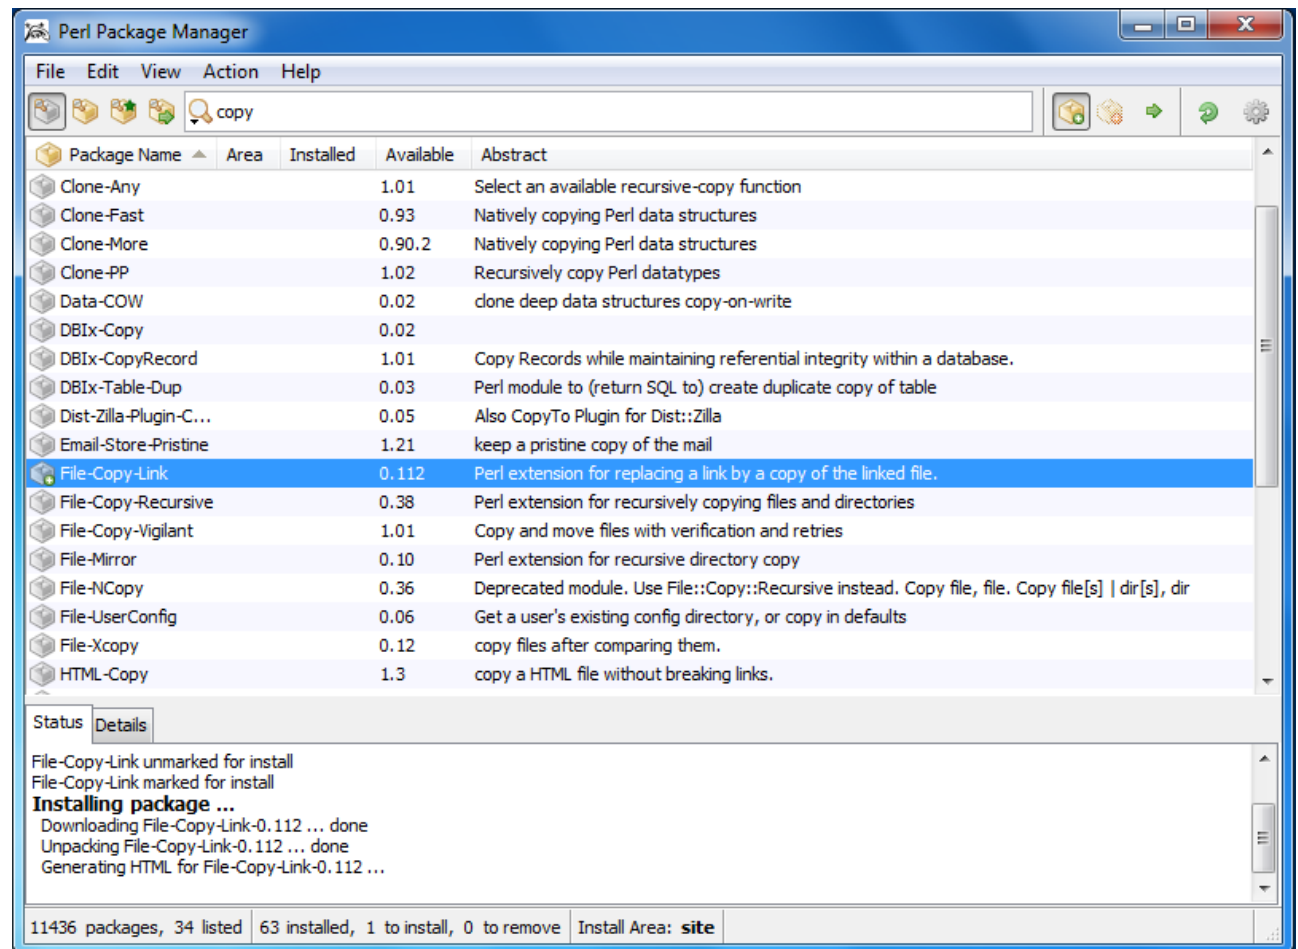 Perl Package Manager
File Edit View Action Help
copy
Package Name Area Installed Available Abstract
Clone-Any 1.01 Select an available recursive-copy function
Clone-Fast 0.93 Natively copying Perl data structures
Clone-More 0.90.2 Natively copying Perl data structures
Clone-PP 1.02 Recursively copy Perl datatypes
Data-COW 0.02 clone deep data structures copy-on-write
DBIx-Copy 0.02
DBIx-CopyRecord 1.01 Copy Records while maintaining referential integrity within a database.
DBIx-Table-Dup 0.03 Perl module to (return SQL to) create duplicate copy of table
Dist-Zilla-Plugin-C... 0.05 Also CopyTo Plugin for Dist::Zilla
Email-Store-Pristine 1.21 keep a pristine copy of the mail
File-Copy-Link 0.112 Perl extension for replacing a link by a copy of the linked file.
File-Copy-Recursive 0.38 Perl extension for recursively copying files and directories
File-Copy-Vigilant 1.01 Copy and move files with verification and retries
File-Mirror 0.10 Perl extension for recursive directory copy
File-NCopy 0.36 Deprecated module. Use File::Copy::Recursive instead. Copy file, file. Copy file[s] | dir[s], dir
File-UserConfig 0.06 Get a user's existing config directory, or copy in defaults
File-Xcopy 0.12 copy files after comparing them.
HTML-Copy 1.3 copy a HTML file without breaking links.
Status Details
File-Copy-Link unmarked for install
File-Copy-Link marked for install
Installing package ...
Downloading File-Copy-Link-0.112 ... done
Unpacking File-Copy-Link-0.112 ... done
Generating HTML for File-Copy-Link-0.112 ...
11436 packages, 34 listed 63 installed, 1 to install, 0 to remove Install Area: site